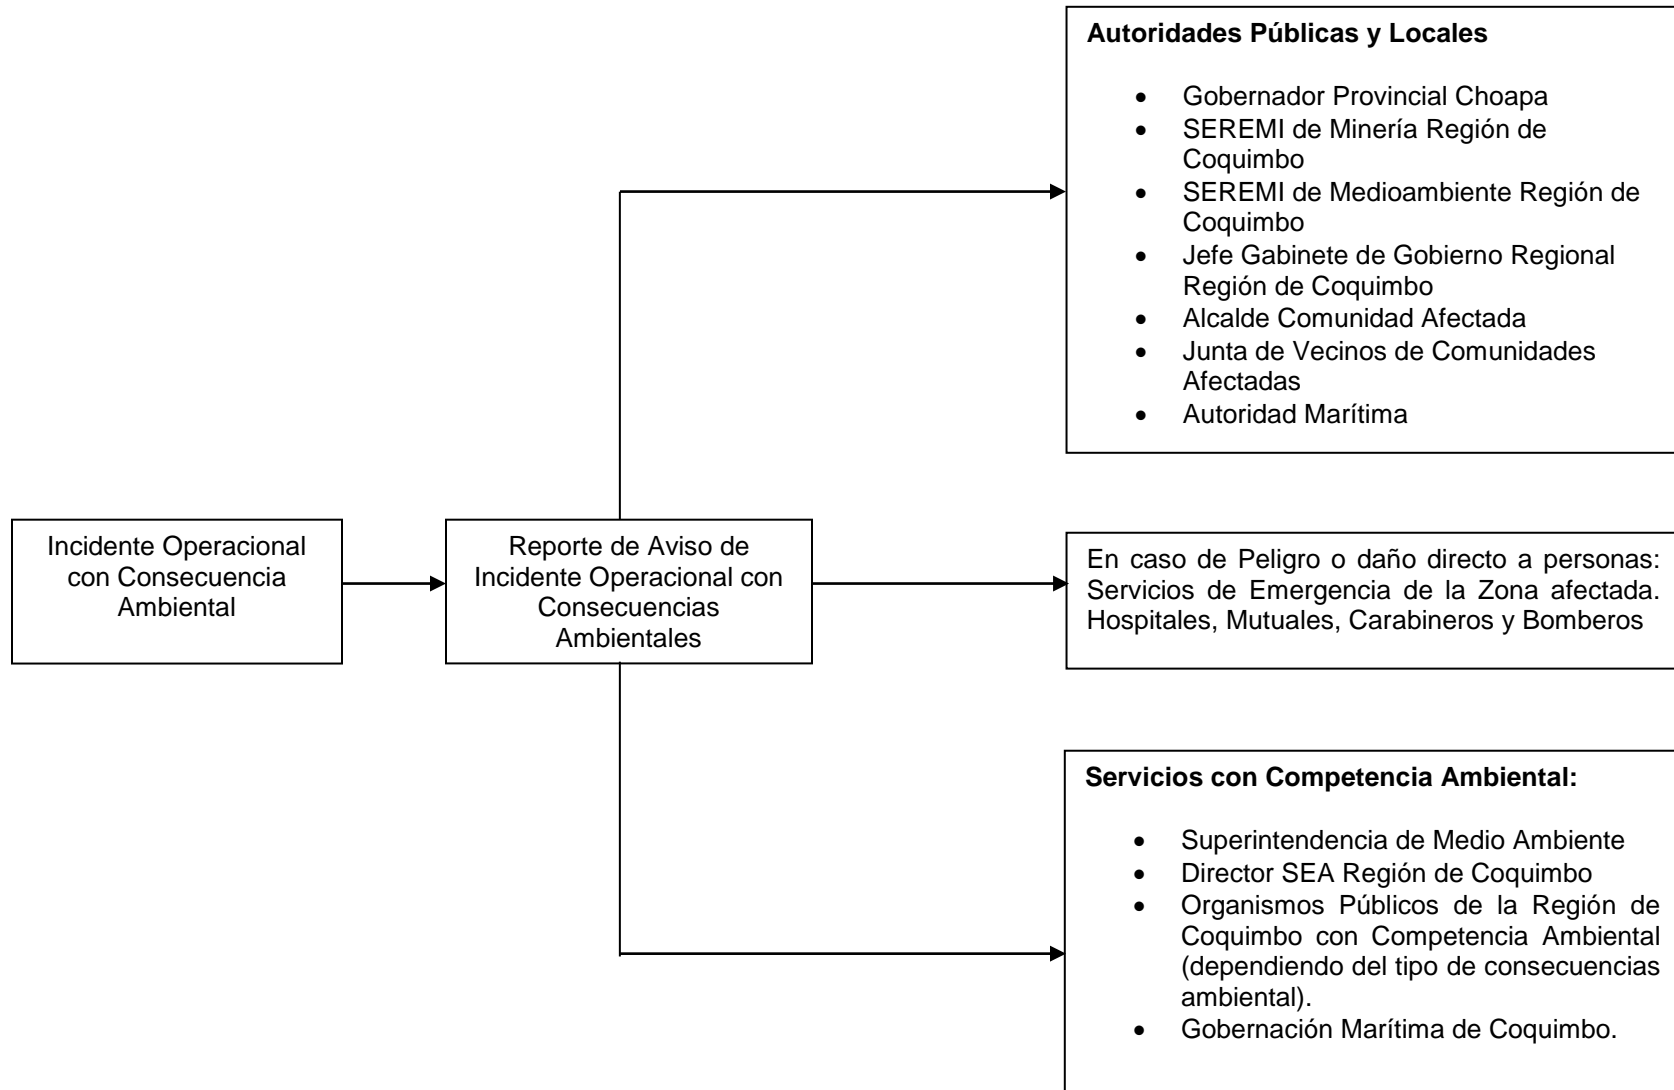 Autoridades Públicas y Locales
• Gobernador Provincial Choapa
• SEREMI de Minería Región de
Coquimbo
• SEREMI de Medioambiente Región de
Coquimbo
• Jefe Gabinete de Gobierno Regional
Región de Coquimbo
• Alcalde Comunidad Afectada
• Junta de Vecinos de Comunidades
Afectadas
• Autoridad Marítima
Incidente Operacional
con Consecuencia
Ambiental
Reporte de Aviso de
Incidente Operacional con
Consecuencias
Ambientales
En caso de Peligro o daño directo a personas:
Servicios de Emergencia de la Zona afectada.
Hospitales, Mutuales, Carabineros y Bomberos
Servicios con Competencia Ambiental:
• Superintendencia de Medio Ambiente
• Director SEA Región de Coquimbo
• Organismos Públicos de la Región de
Coquimbo con Competencia Ambiental
(dependiendo del tipo de consecuencias
ambiental).
• Gobernación Marítima de Coquimbo.